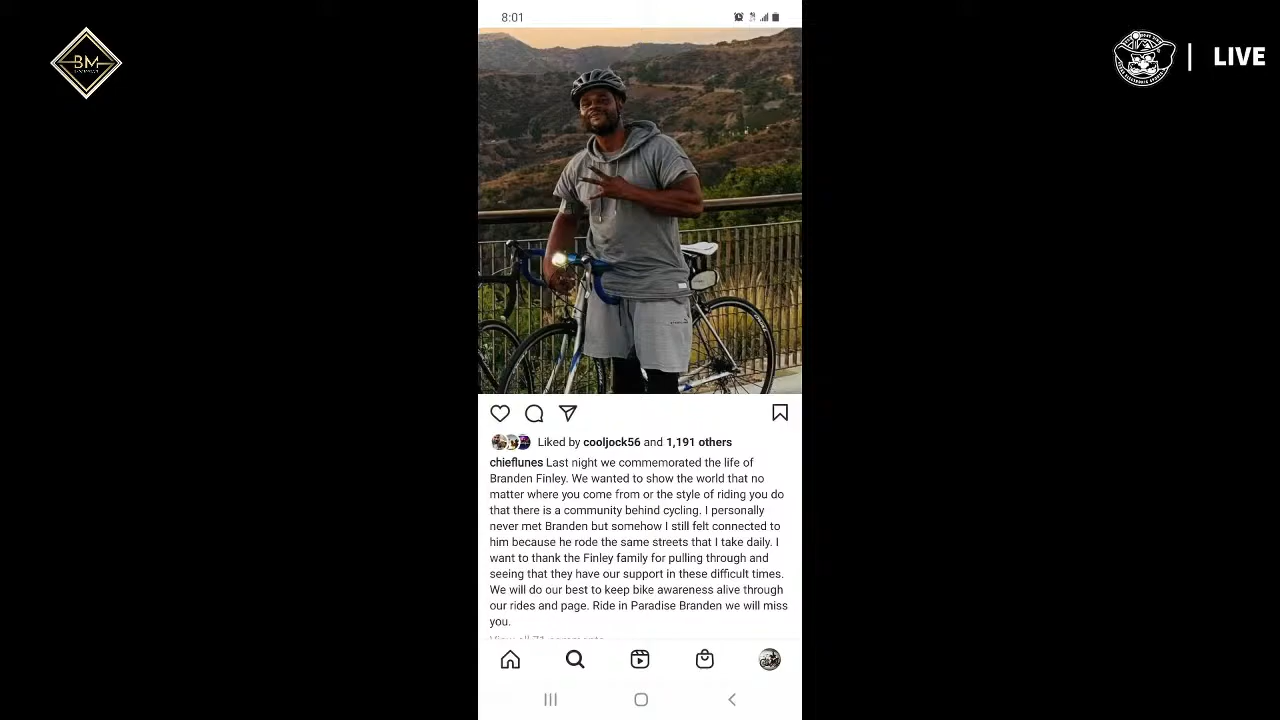 8:01
BM
LIVE
Liked by cooljock56 and 1,191 others
chieflunes Last night we commemorated the life of
Branden Finley. We wanted to show the world that no
matter where you come from or the style of riding you do
that there is a community behind cycling. I personally
never met Branden but somehow I still felt connected to
him because he rode the same streets that I take daily. I
want to thank the Finley family for pulling through and
seeing that they have our support in these difficult times.
We will do our best to keep bike awareness alive through
our rides and page. Ride in Paradise Branden we will miss
you.
View all 71 comments